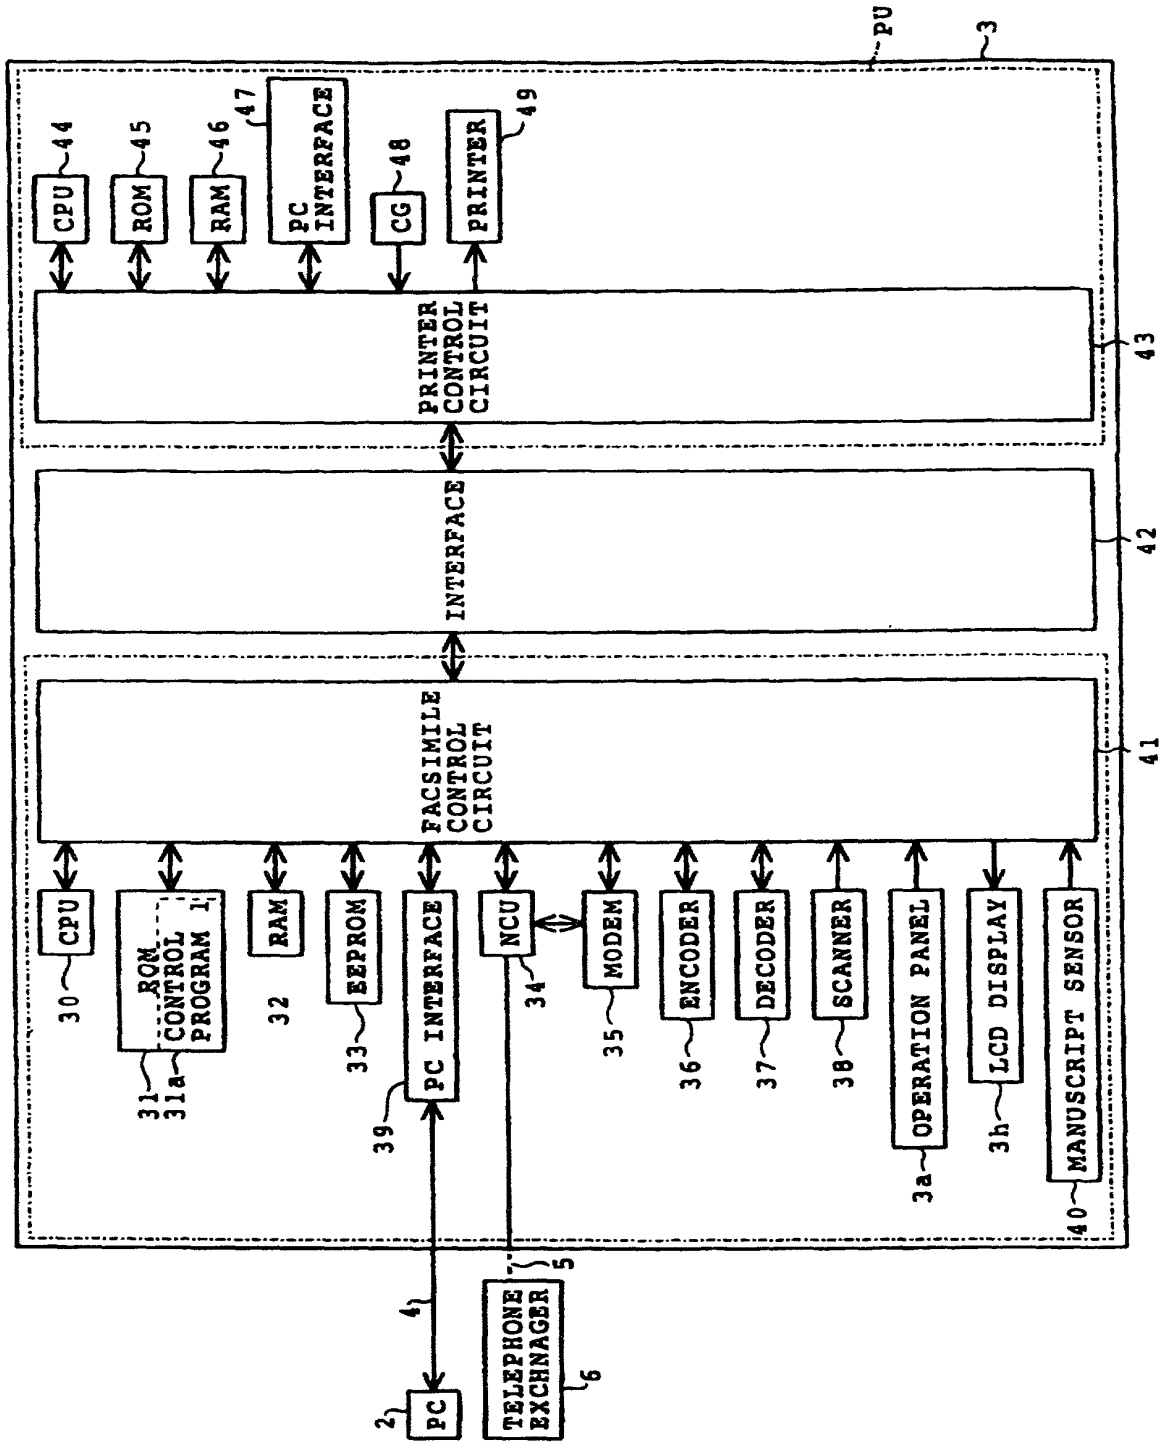 2
PC
4
TELEPHONE
EXCHNAGER
6
5
30
CPU
31
31a
ROM
CONTROL
PROGRAM 1
32
RAM
33
EEPROM
39
PC INTERFACE
NCU
34
35
MODEM
36
ENCODER
37
DECODER
38
SCANNER
3a
OPERATION PANEL
3h
LCD DISPLAY
40
MANUSCRIPT SENSOR
FACSIMILE
CONTROL
CIRCUIT
41
INTERFACE
42
PRINTER
CONTROL
CIRCUIT
43
CPU
44
ROM
45
RAM
46
PC
INTERFACE
47
CG
48
PRINTER
49
PU
3